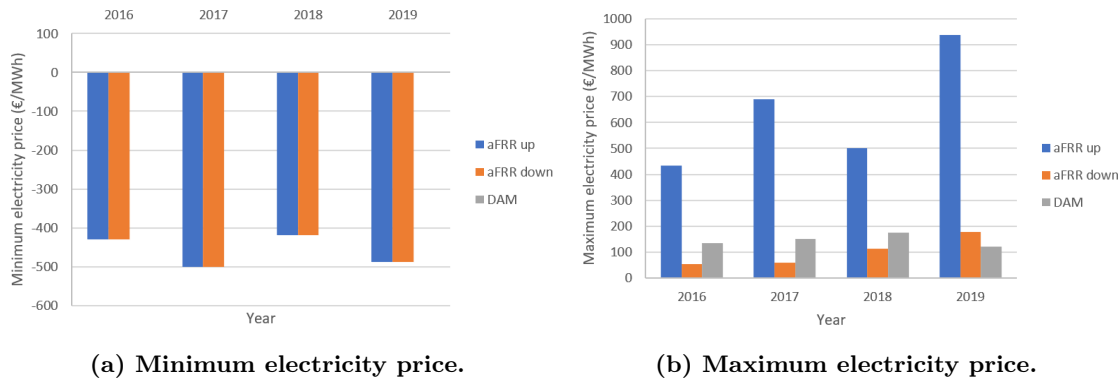 2016 2017 2018 2019
100
0
-100
-200
-300
-400
-500
-600
Minimum electricity price (€/MWh)
Year
aFRR up
aFRR down
DAM
(a) Minimum electricity price.
1000
900
800
700
600
500
400
300
200
100
0
Maximum electricity price (€/MWh)
2016 2017 2018 2019
Year
aFRR up
aFRR down
DAM
(b) Maximum electricity price.